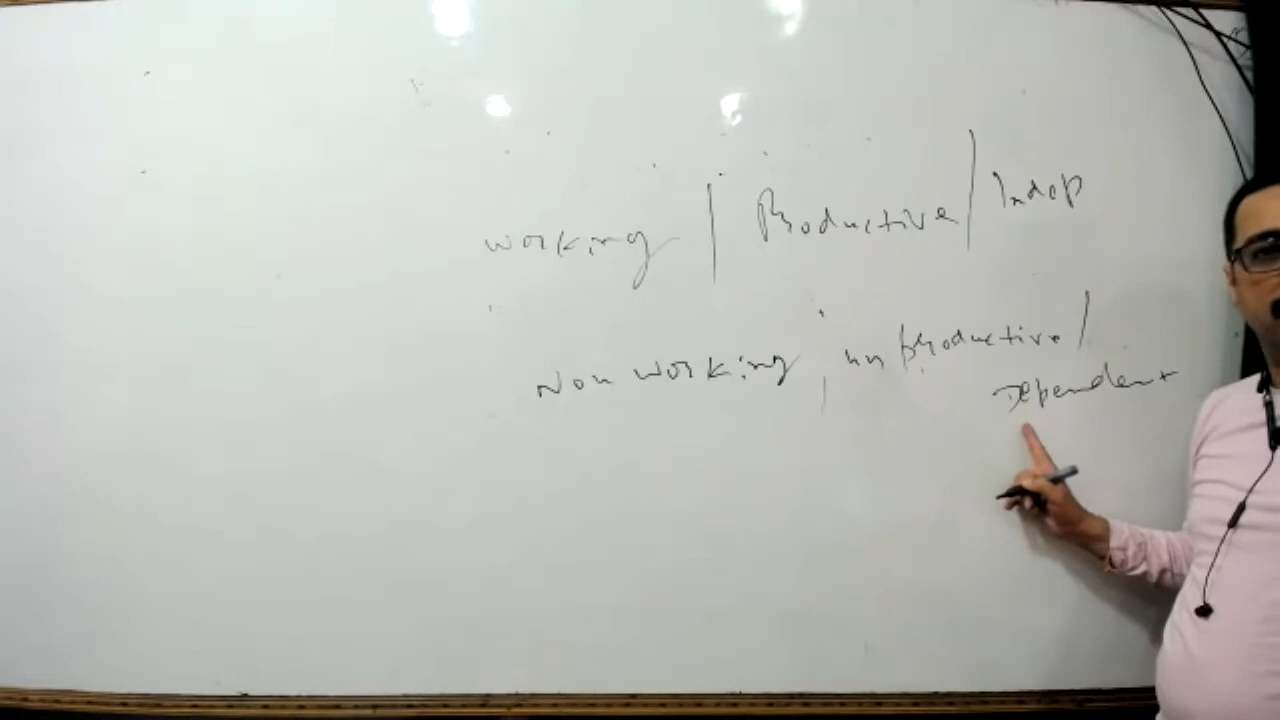 working | Productive / Indep
Non working, unproductive /
Dependent